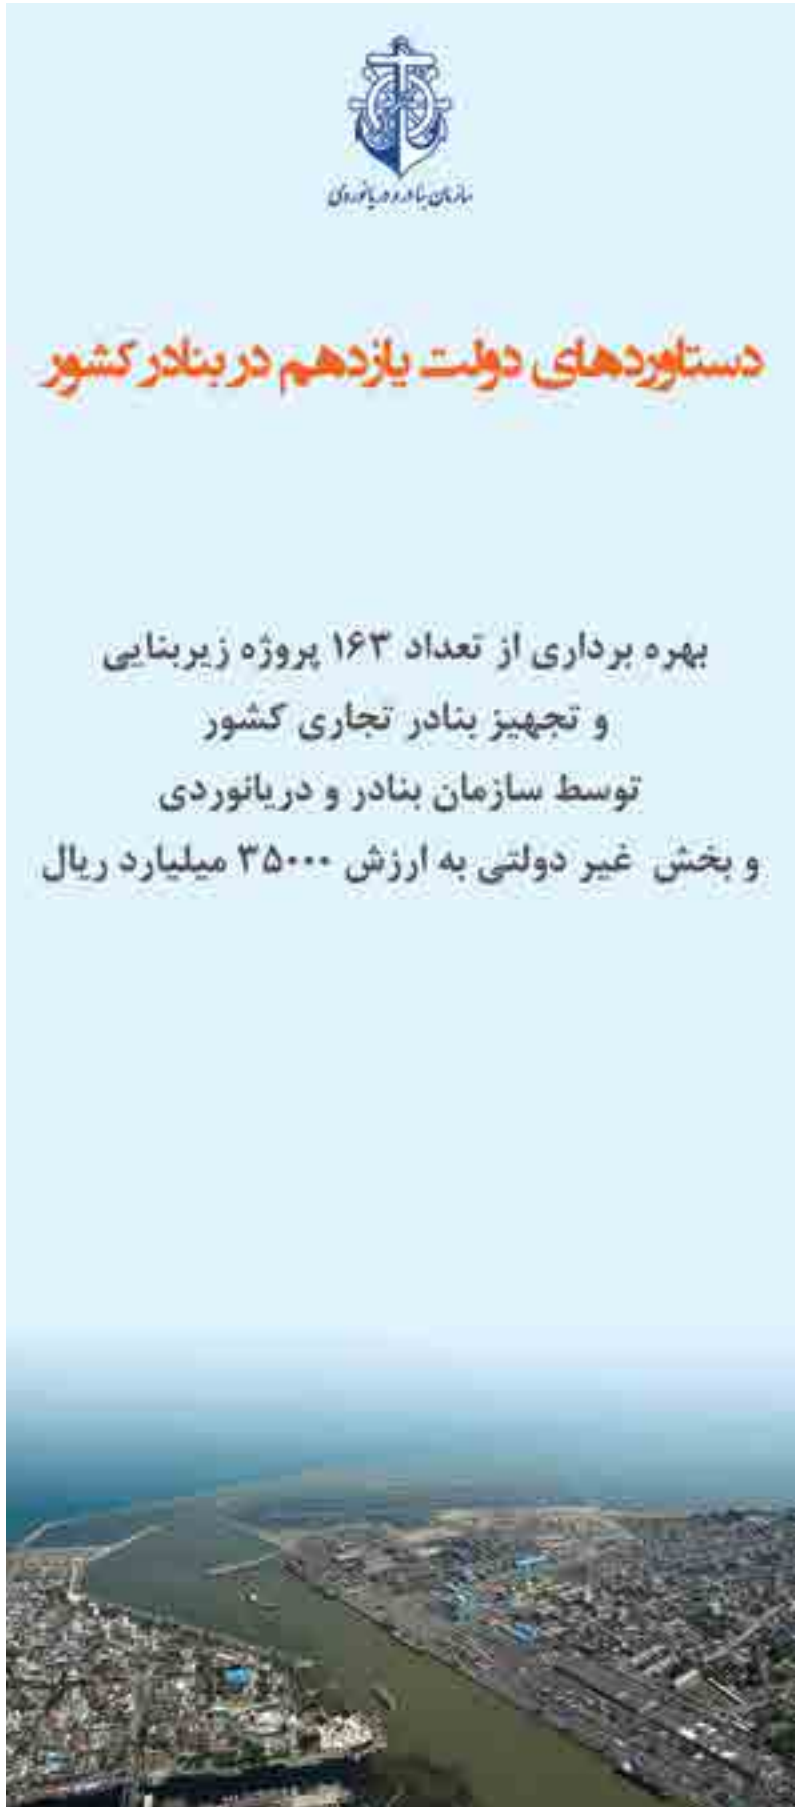 سازمان بنادر و دریانوردی
دستاوردهای دولت یازدهم در بنادر کشور
بهره برداری از تعداد ۱۶۳ پروژه زیربنایی
و تجهیز بنادر تجاری کشور
توسط سازمان بنادر و دریانوردی
و بخش غیر دولتی به ارزش ۳۵۰۰۰ میلیارد ریال